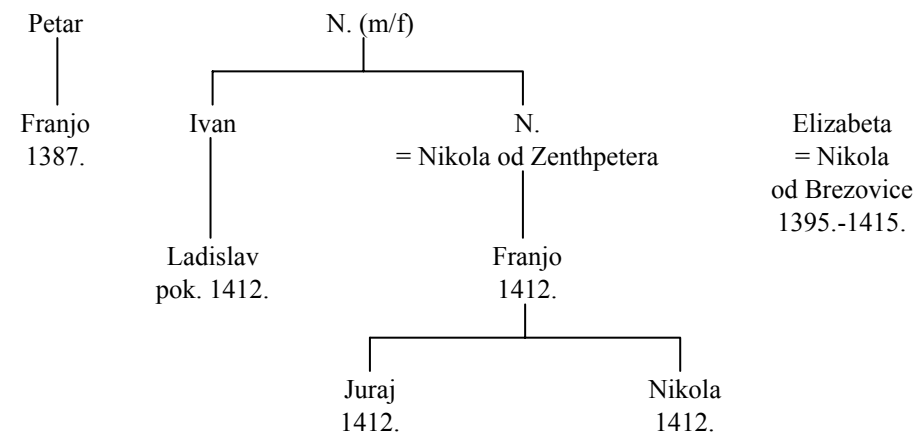 Petar
N. (m/f)
Franjo
1387.
Ivan
N.
= Nikola od Zenthpetera
Elizabeta
= Nikola
od Brezovice
1395.-1415.
Ladislav
pok. 1412.
Franjo
1412.
Juraj
1412.
Nikola
1412.